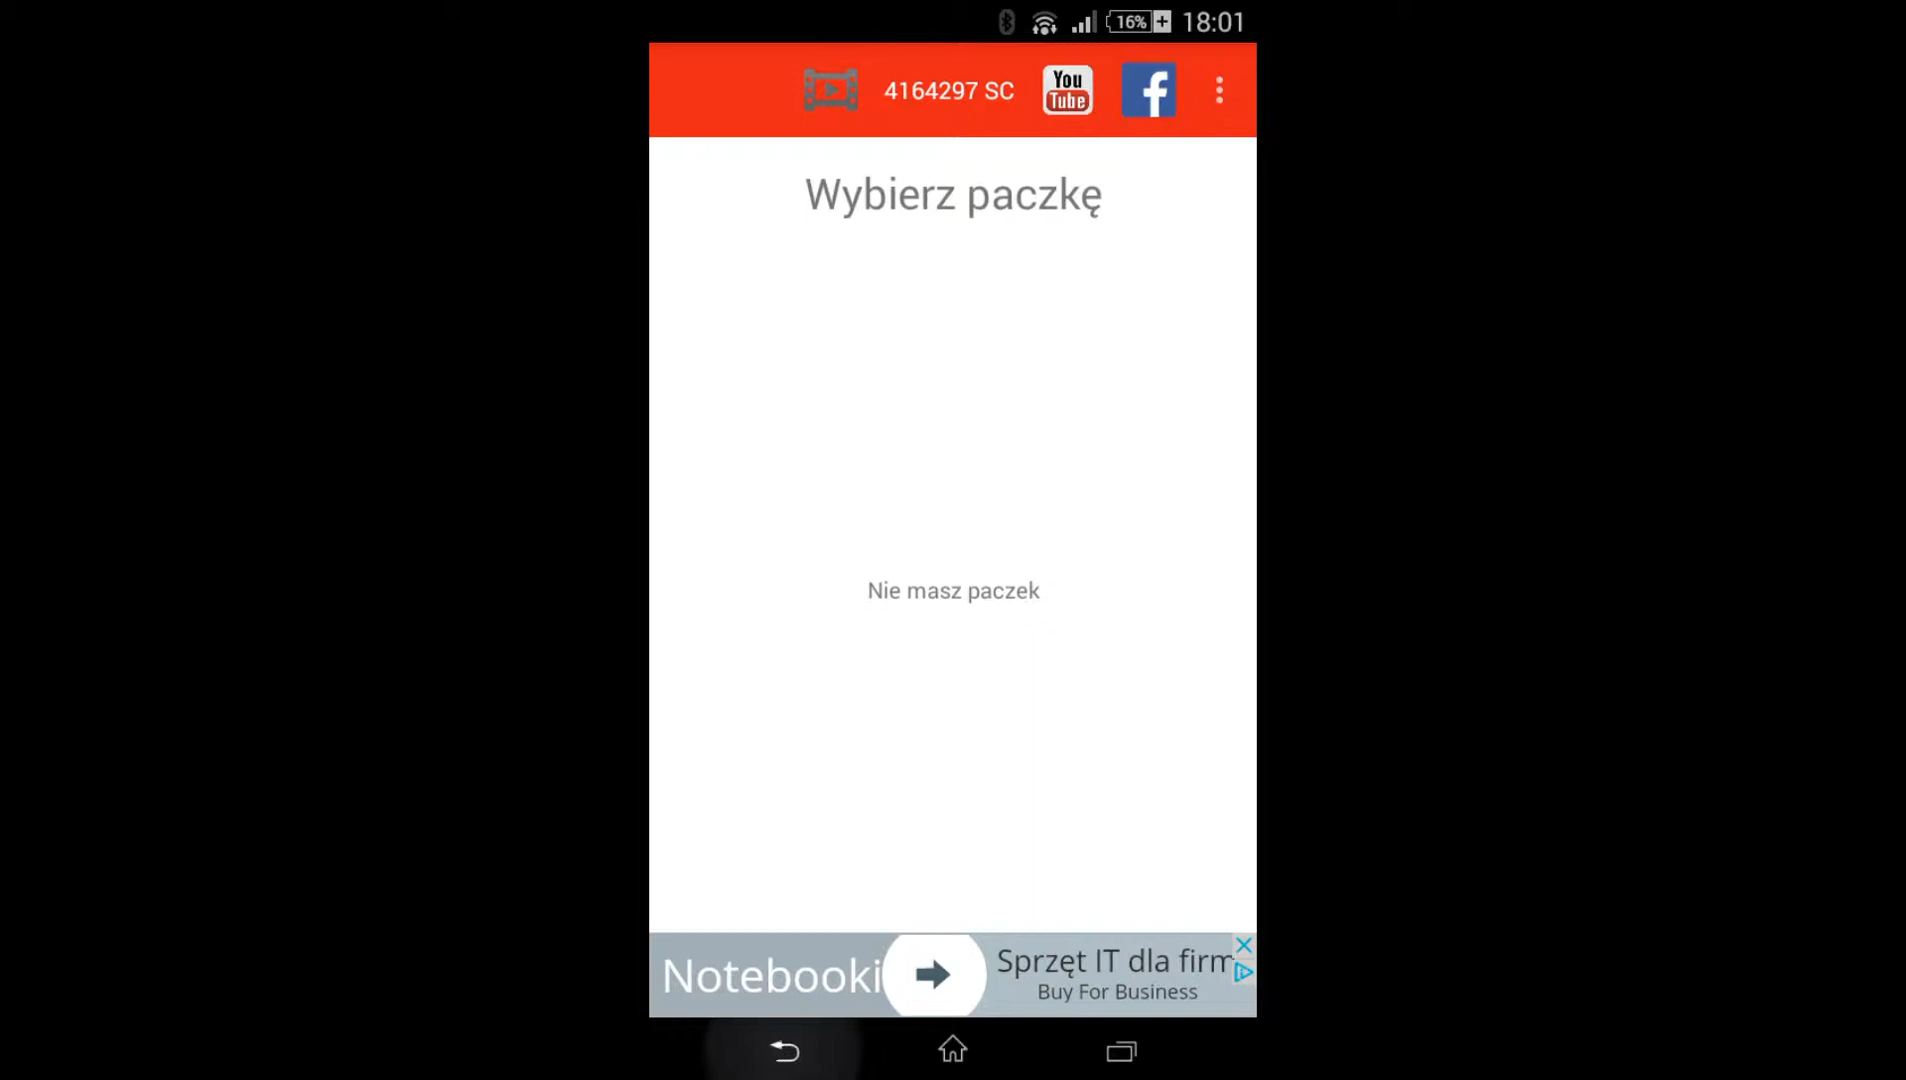 16% 18:01
4164297 SC You Tube f
Wybierz paczkę
Nie masz paczek
Notebooki
Sprzęt IT dla firm
Buy For Business